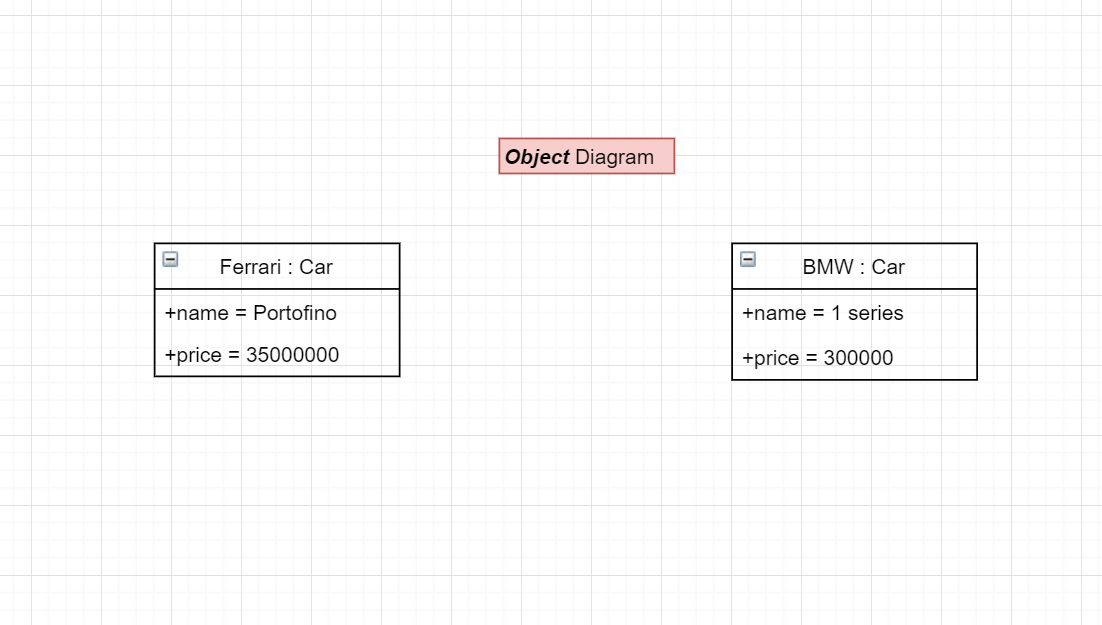 Object Diagram
Ferrari : Car
+name = Portofino
+price = 35000000
BMW : Car
+name = 1 series
+price = 300000